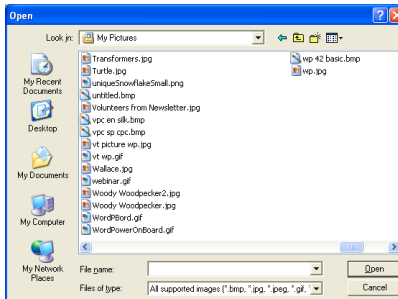 Open
Look in:
My Pictures
My Recent
Documents
Desktop
My Documents
My Computer
My Network
Places
Transformers.jpg
Turtle.jpg
uniqueSnowflakeSmall.png
untitled.bmp
Volunteers from Newsletter.jpg
vpc en silk.bmp
vpc sp cpc.bmp
vt picture wp.jpg
vt wp.gif
Wallace.jpg
webinar.gif
Woody Woodpecker2.jpg
Woody Woodpecker.jpg
WordPBord.gif
WordPowerOnBoard.gif
wp 42 basic.bmp
wp.jpg
File name:
Open
Files of type:
All supported images (*.bmp, *.jpg, *.jpeg, *.gif,
Cancel